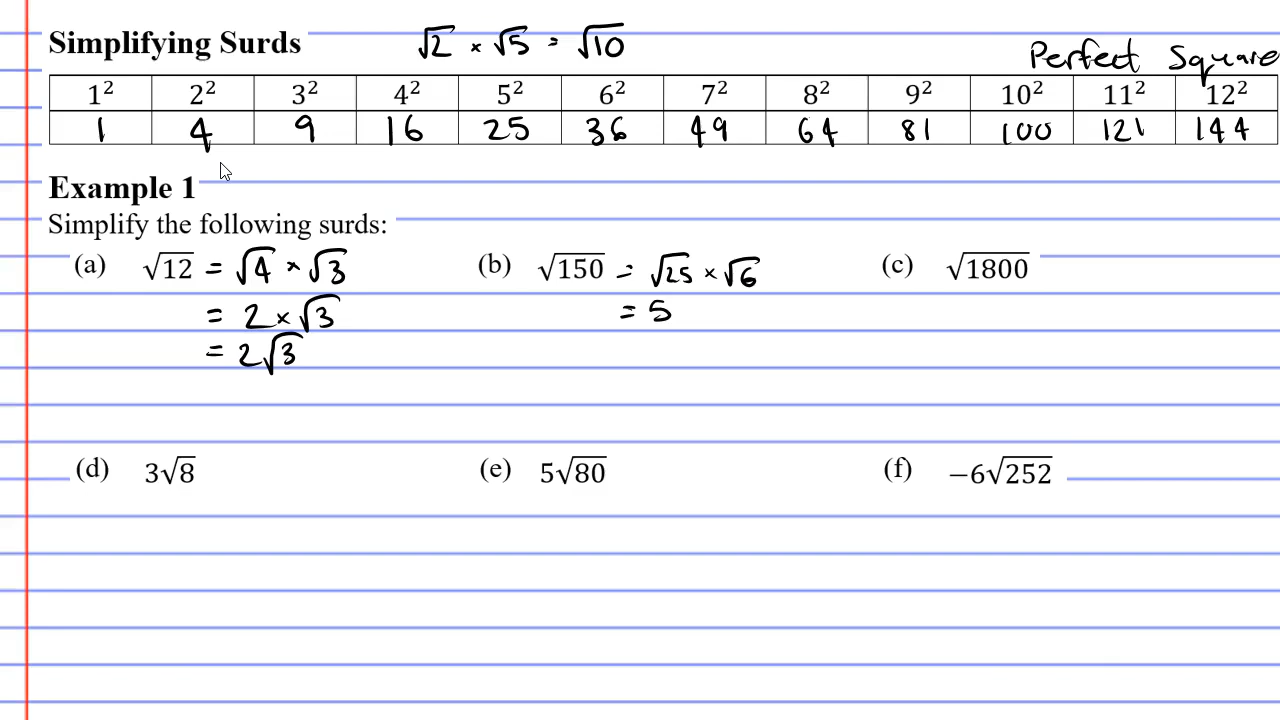 Simplifying Surds √2 × √5 = √10
Perfect Square
1² 2² 3² 4² 5² 6² 7² 8² 9² 10² 11² 12²
1 4 9 16 25 36 49 64 81 100 121 144
Example 1
Simplify the following surds:
(a) √12 = √4 × √3 (b) √150 = √25 × √6 (c) √1800
= 2 × √3 = 5
= 2√3
(d) 3√8 (e) 5√80 (f) −6√252